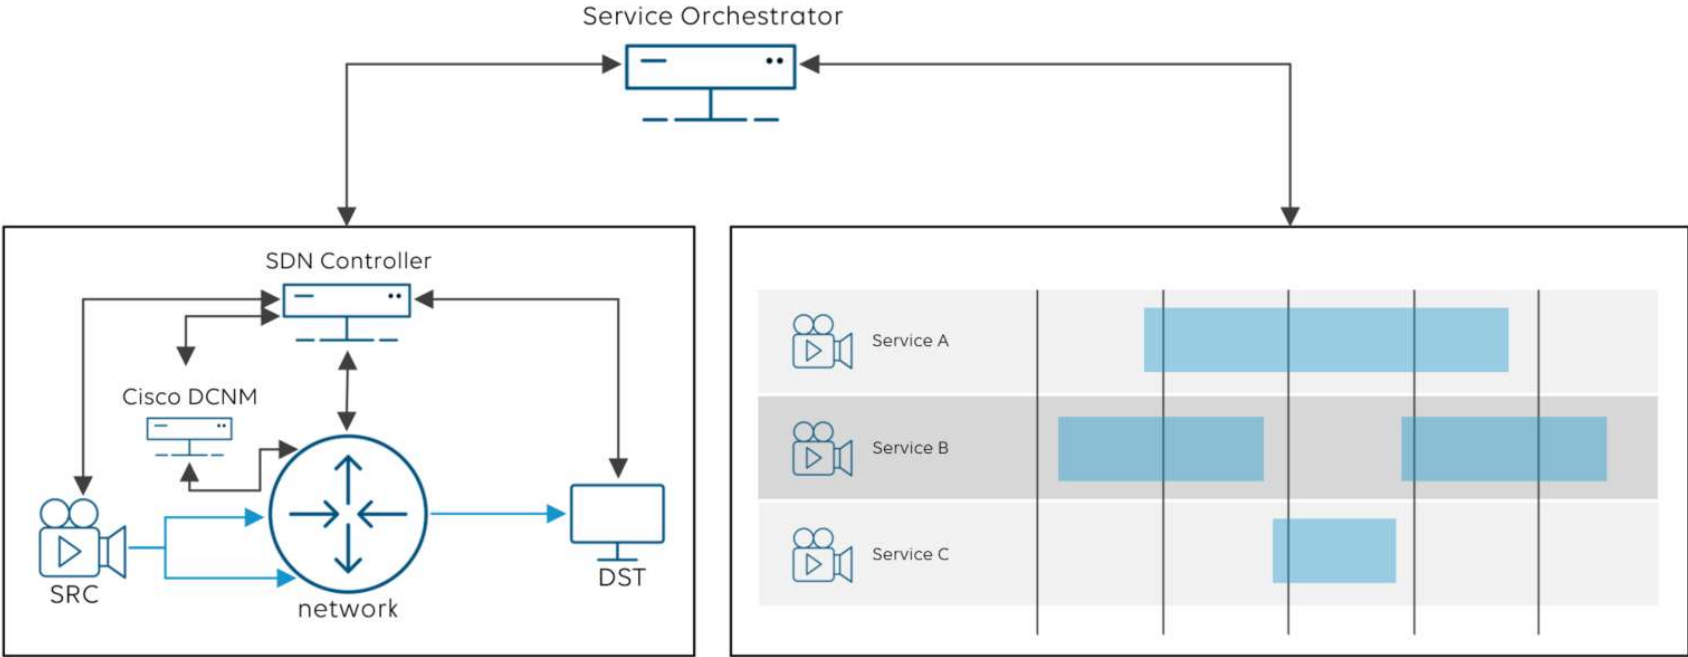 Service Orchestrator
SDN Controller
Cisco DCNM
SRC
network
DST
Service A
Service B
Service C